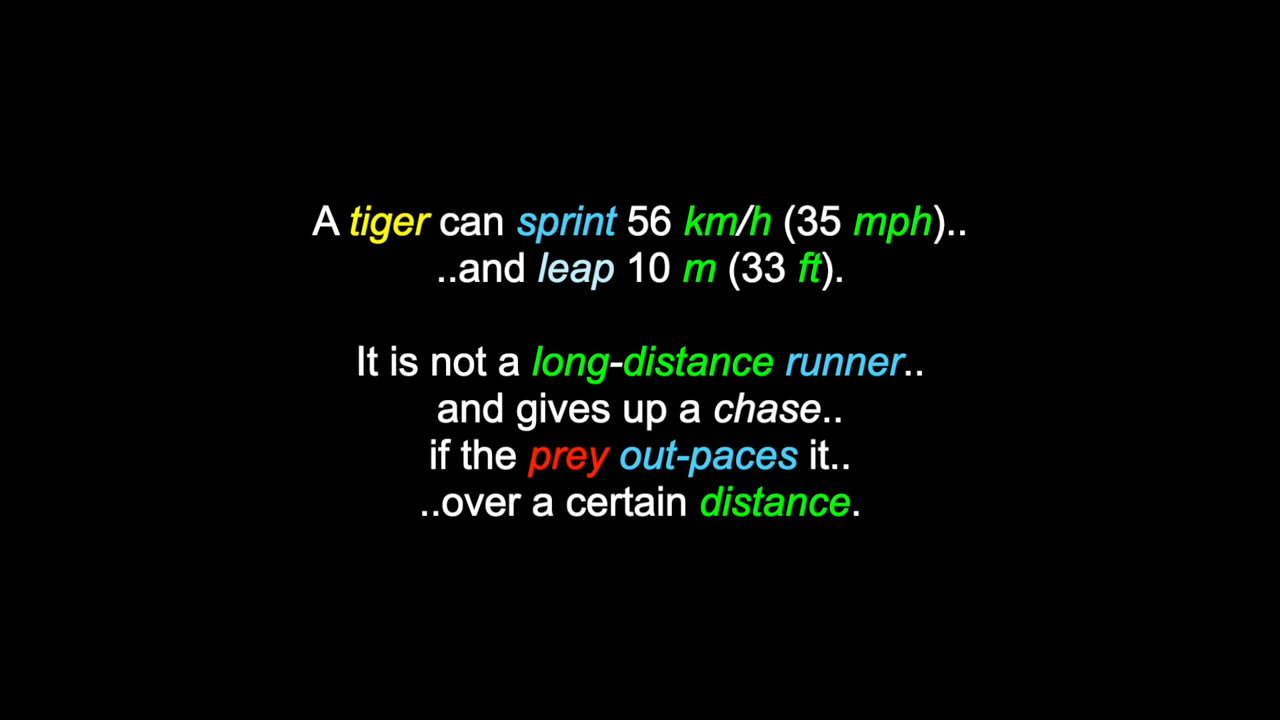 A tiger can sprint 56 km/h (35 mph)..
..and leap 10 m (33 ft).
It is not a long-distance runner..
and gives up a chase..
if the prey out-paces it..
..over a certain distance.